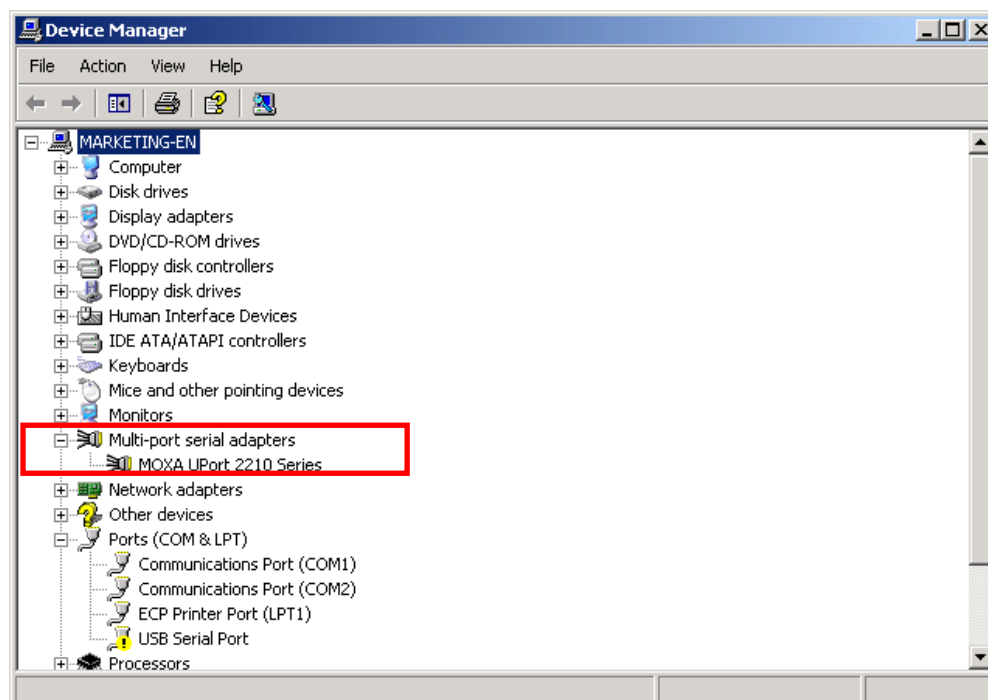 Device Manager
File Action View Help
MARKETING-EN
Computer
Disk drives
Display adapters
DVD/CD-ROM drives
Floppy disk controllers
Floppy disk drives
Human Interface Devices
IDE ATA/ATAPI controllers
Keyboards
Mice and other pointing devices
Monitors
Multi-port serial adapters
MOXA UPort 2210 Series
Network adapters
Other devices
Ports (COM & LPT)
Communications Port (COM1)
Communications Port (COM2)
ECP Printer Port (LPT1)
USB Serial Port
Processors